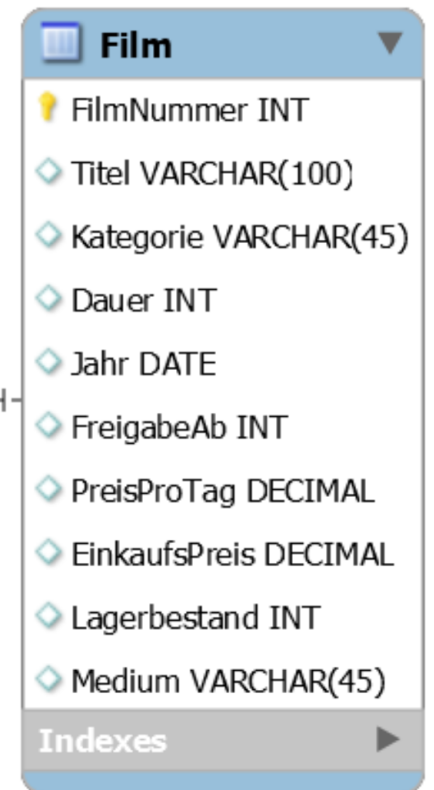 Film
FilmNummer INT
Titel VARCHAR(100)
Kategorie VARCHAR(45)
Dauer INT
Jahr DATE
FreigabeAb INT
PreisProTag DECIMAL
EinkaufsPreis DECIMAL
Lagerbestand INT
Medium VARCHAR(45)
Indexes